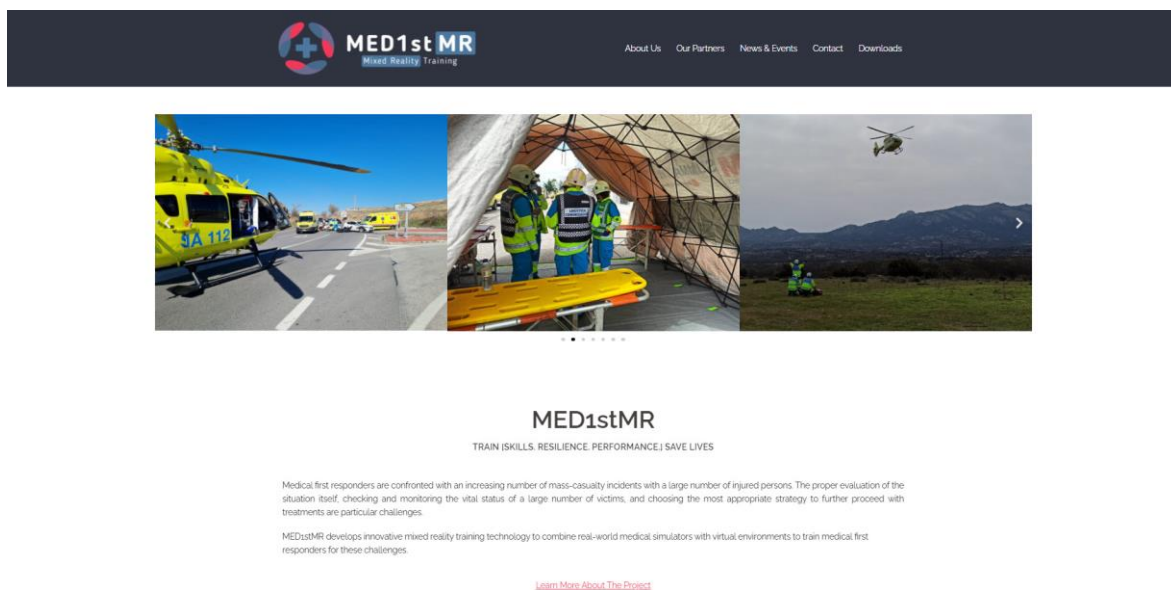 MED1st MR
Mixed Reality Training
About Us Our Partners News & Events Contact Downloads
JA 112
MED1stMR
TRAIN [SKILLS. RESILIENCE. PERFORMANCE.] SAVE LIVES
Medical first responders are confronted with an increasing number of mass-casualty incidents with a large number of injured persons. The proper evaluation of the
situation itself, checking and monitoring the vital status of a large number of victims, and choosing the most appropriate strategy to further proceed with
treatments are particular challenges.
MED1stMR develops innovative mixed reality training technology to combine real-world medical simulators with virtual environments to train medical first
responders for these challenges.
Learn More About The Project